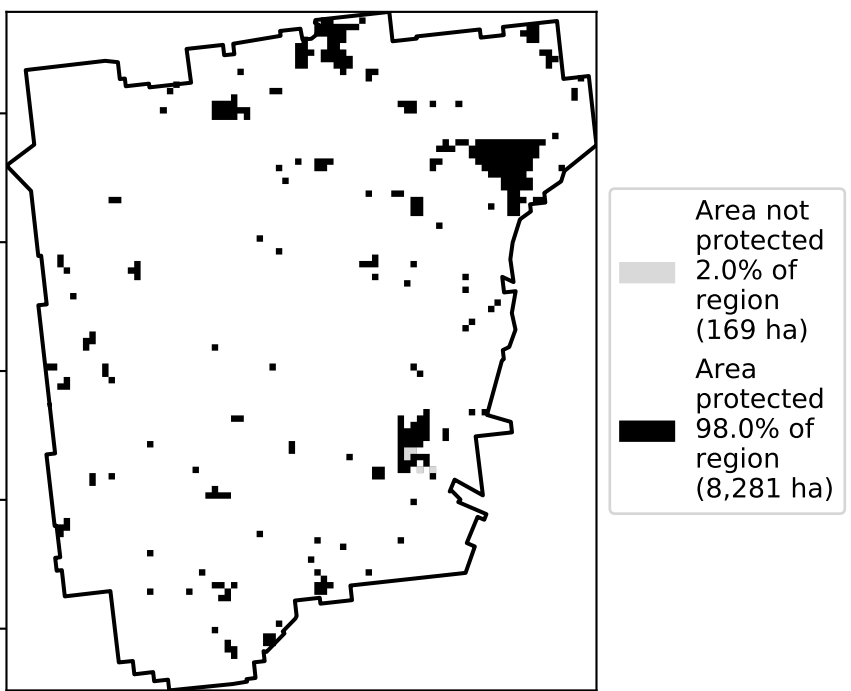 Area not
protected
2.0% of
region
(169 ha)
Area
protected
98.0% of
region
(8,281 ha)